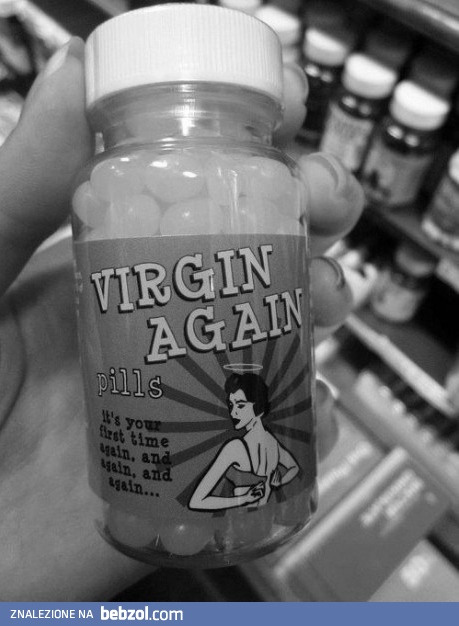 VIRGIN
AGAIN
pills
it's your
first time
again, and
again, and
again...
ZNALEZIONE NA bebzol.com